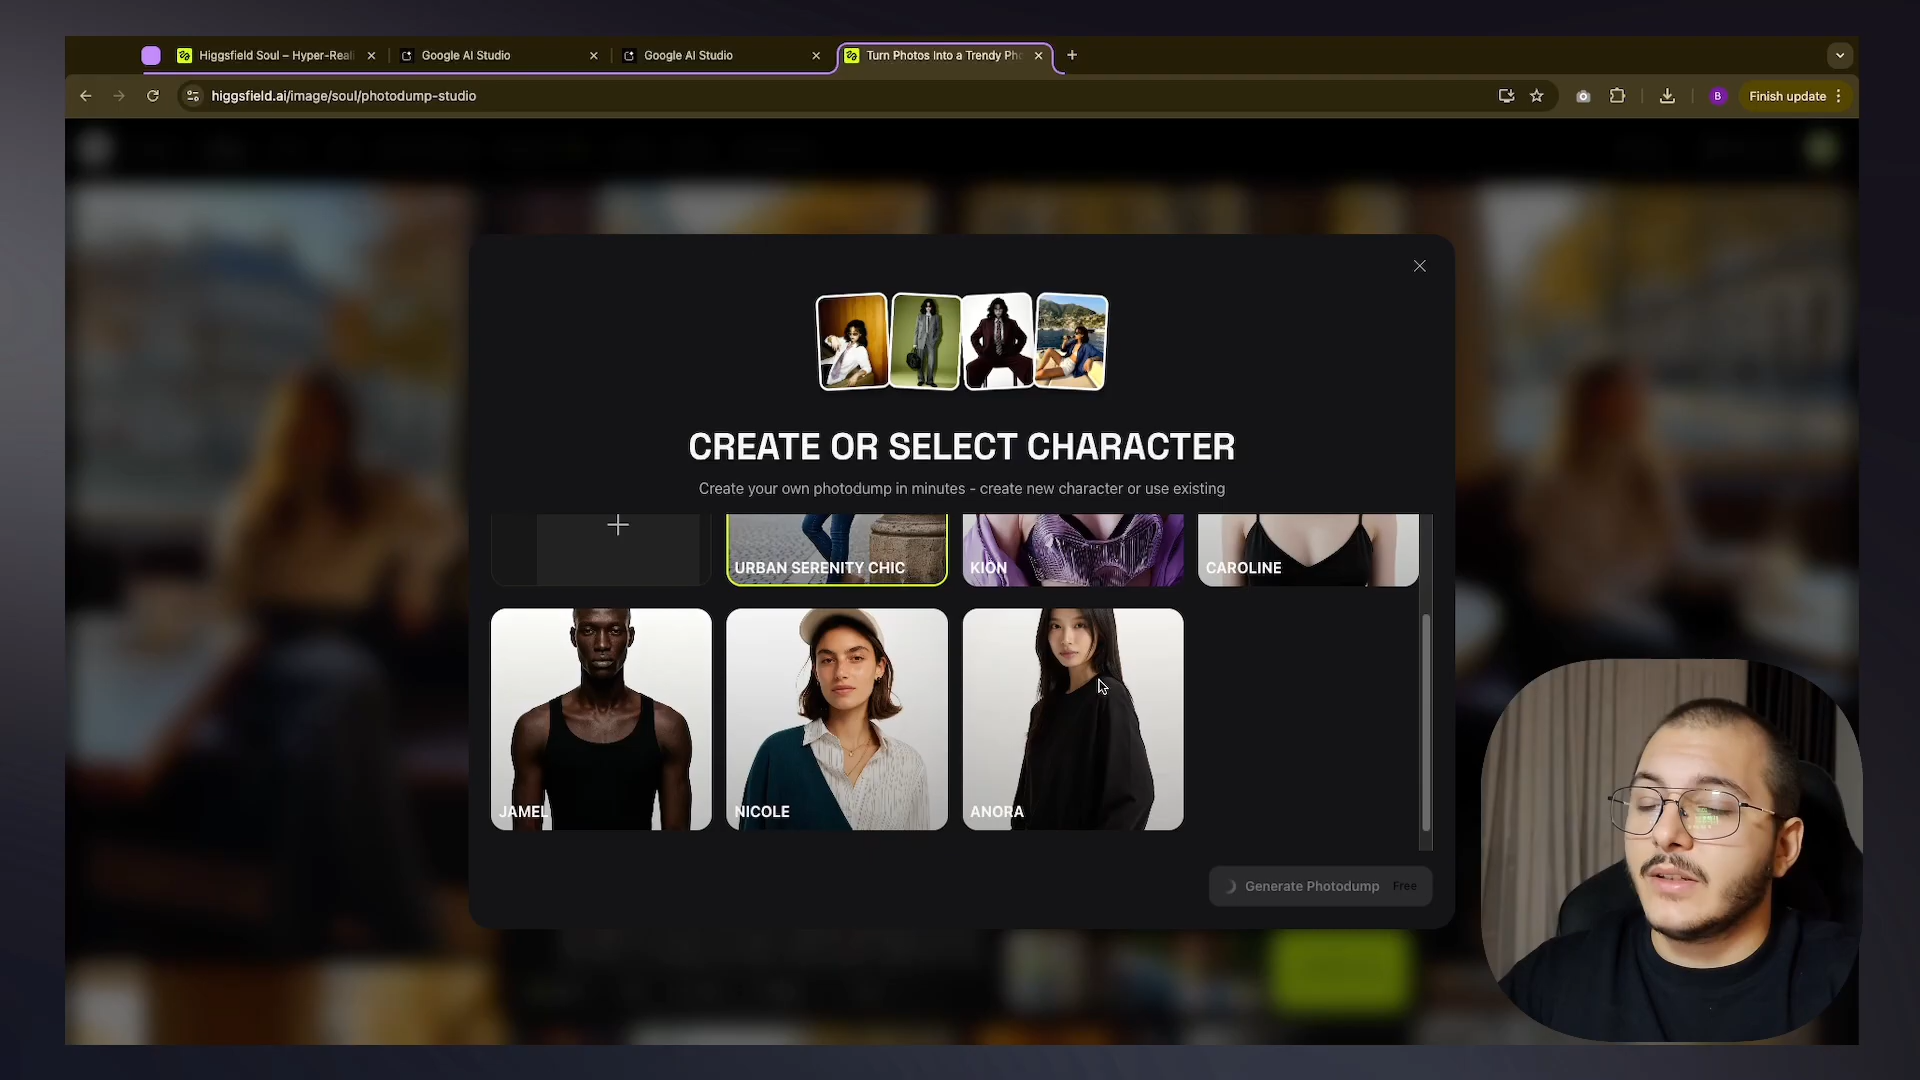 Higgsfield Soul – Hyper-Reali
Google AI Studio
Google AI Studio
Turn Photos Into a Trendy Pho
higgsfield.ai/image/soul/photodump-studio
B
Finish update
CREATE OR SELECT CHARACTER
Create your own photodump in minutes - create new character or use existing
URBAN SERENITY CHIC
KION
CAROLINE
JAMEL
NICOLE
ANORA
Generate Photodump Free